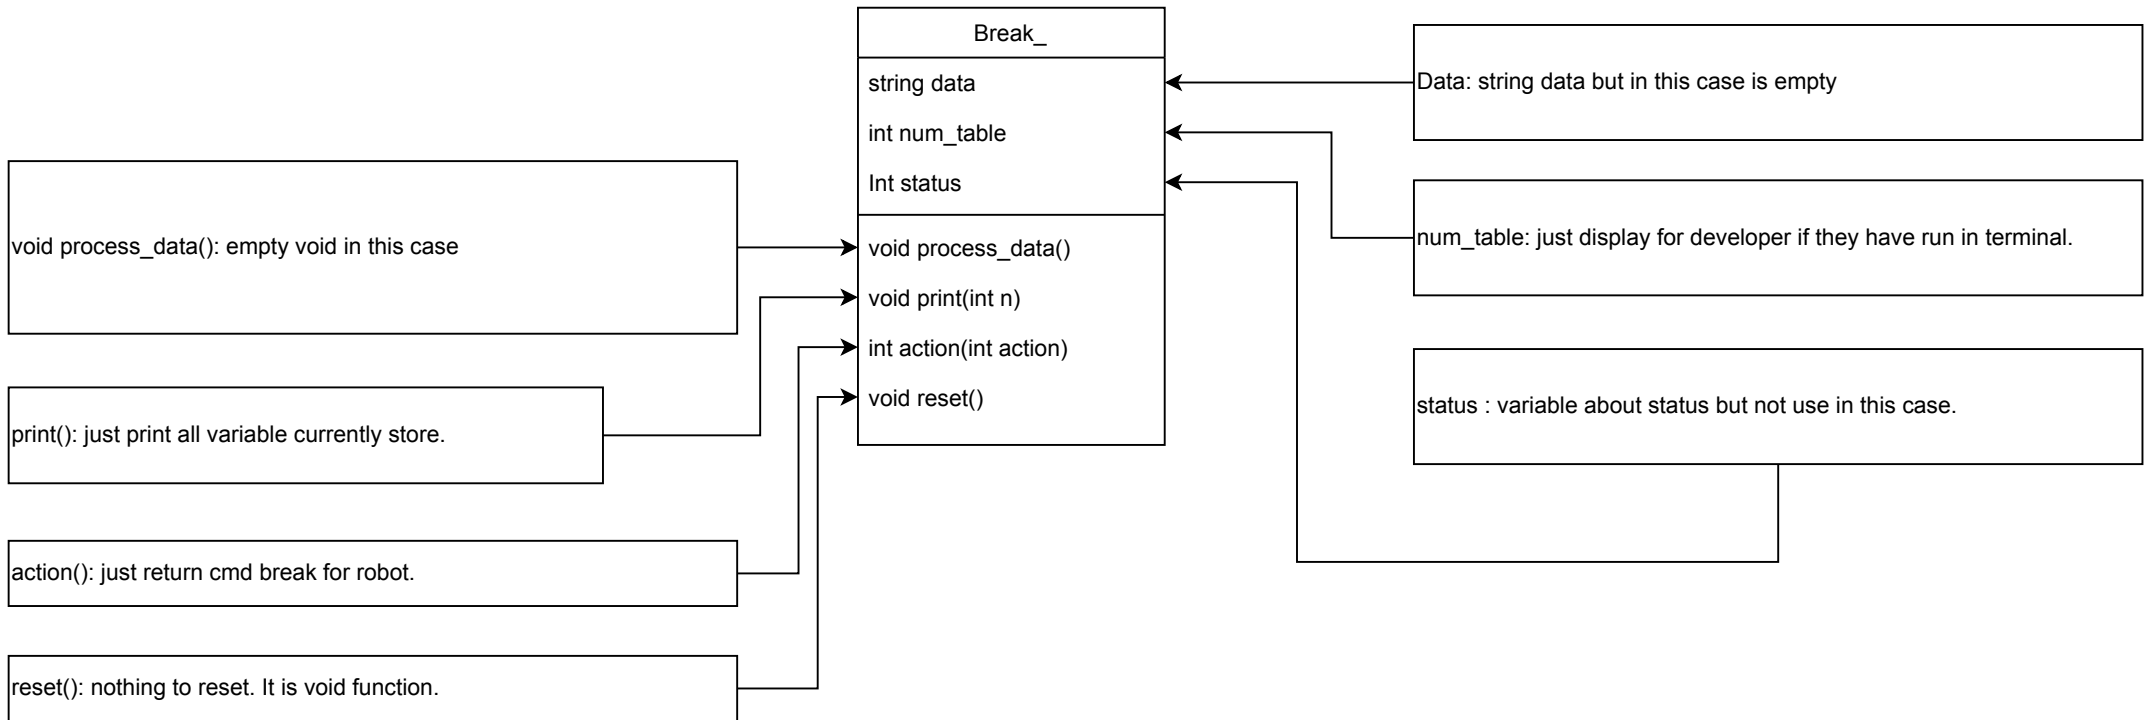 Break_
string data
int num_table
Int status
void process_data()
void print(int n)
int action(int action)
void reset()
void process_data(): empty void in this case
print(): just print all variable currently store.
action(): just return cmd break for robot.
reset(): nothing to reset. It is void function.
Data: string data but in this case is empty
num_table: just display for developer if they have run in terminal.
status : variable about status but not use in this case.